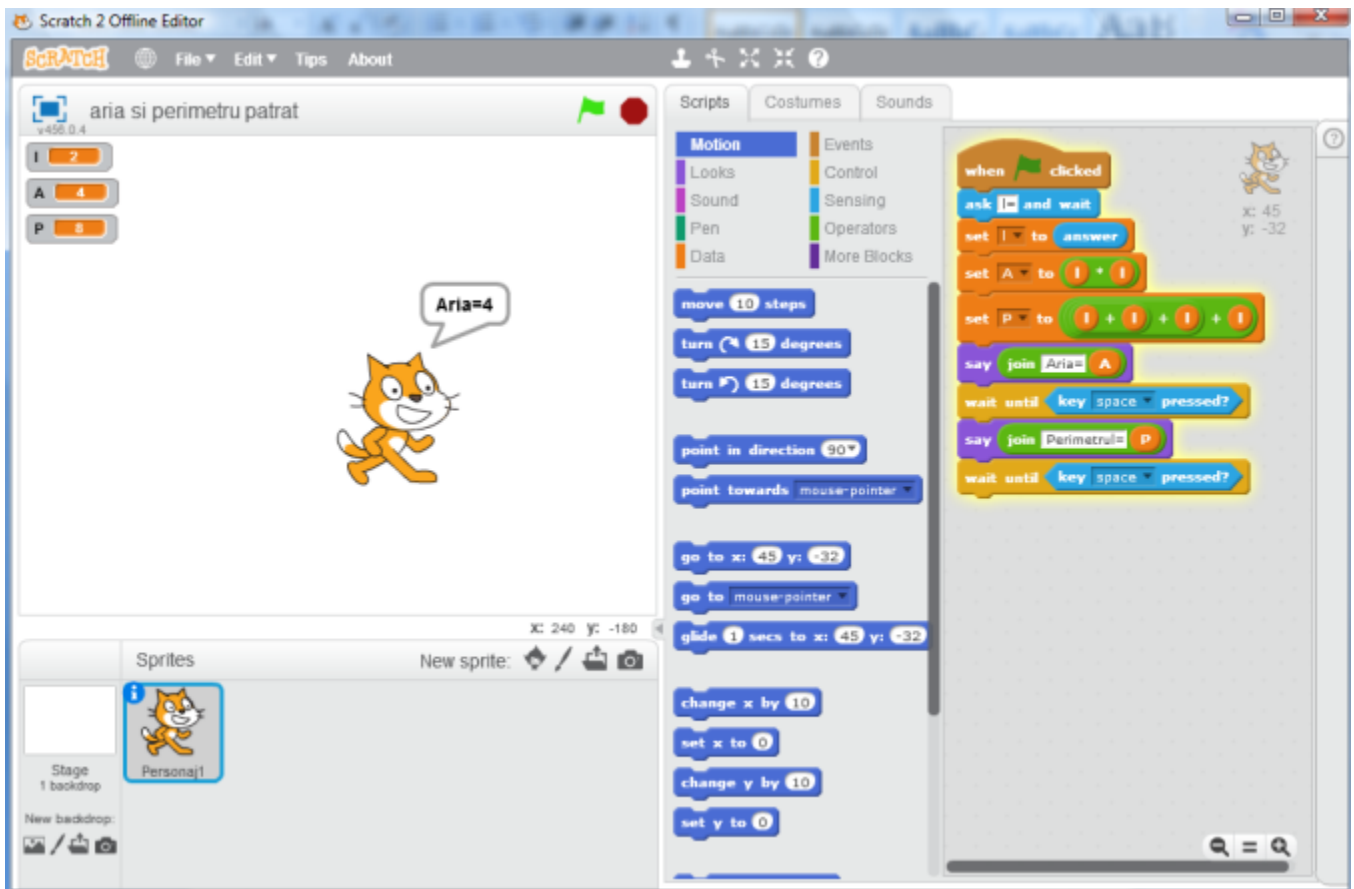 Scratch 2 Offline Editor
SCRATCH File Edit Tips About
aria si perimetru patrat
v456.0.4
l 2
A 4
P 8
Aria=4
x: 240 y: -180
Sprites New sprite:
Stage
1 backdrop
New backdrop:
Personaj1
Scripts Costumes Sounds
Motion Events
Looks Control
Sound Sensing
Pen Operators
Data More Blocks
move 10 steps
turn 15 degrees
turn 15 degrees
point in direction 90
point towards mouse-pointer
go to x: 45 y: -32
go to mouse-pointer
glide 1 secs to x: 45 y: -32
change x by 10
set x to 0
change y by 10
set y to 0
when clicked
ask l= and wait
set l to answer
set A to l * l
set P to l + l + l + l
say join Aria= A
wait until key space pressed?
say join Perimetrul= P
wait until key space pressed?
x: 45
y: -32